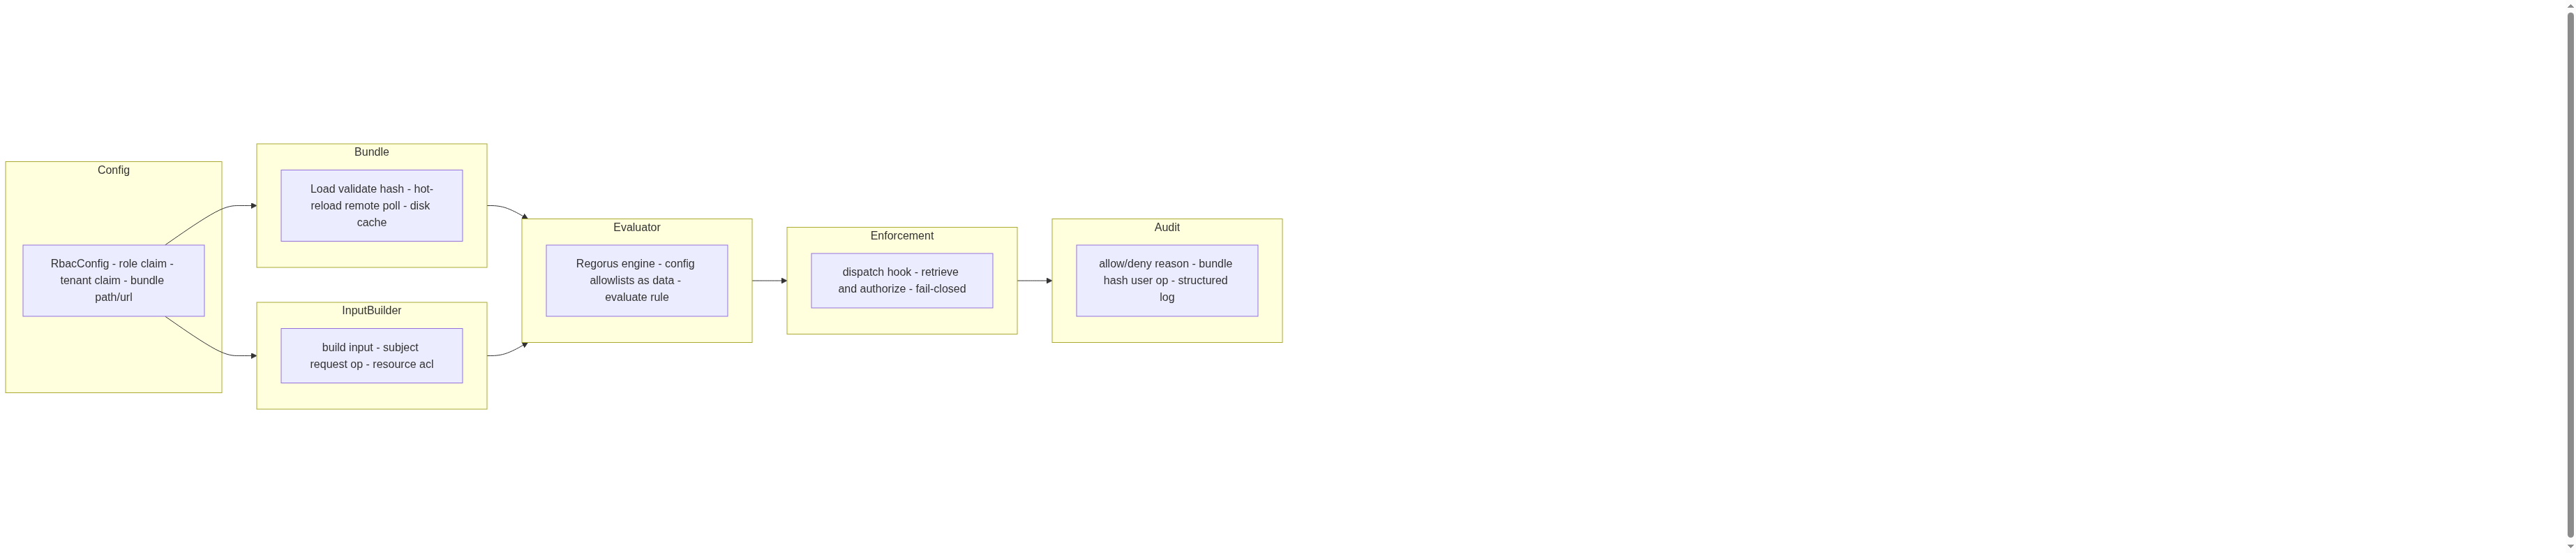 Config
RbacConfig - role claim -
tenant claim - bundle
path/url
Bundle
Load validate hash - hot-
reload remote poll - disk
cache
InputBuilder
build input - subject
request op - resource acl
Evaluator
Regorus engine - config
allowlists as data -
evaluate rule
Enforcement
dispatch hook - retrieve
and authorize - fail-closed
Audit
allow/deny reason - bundle
hash user op - structured
log